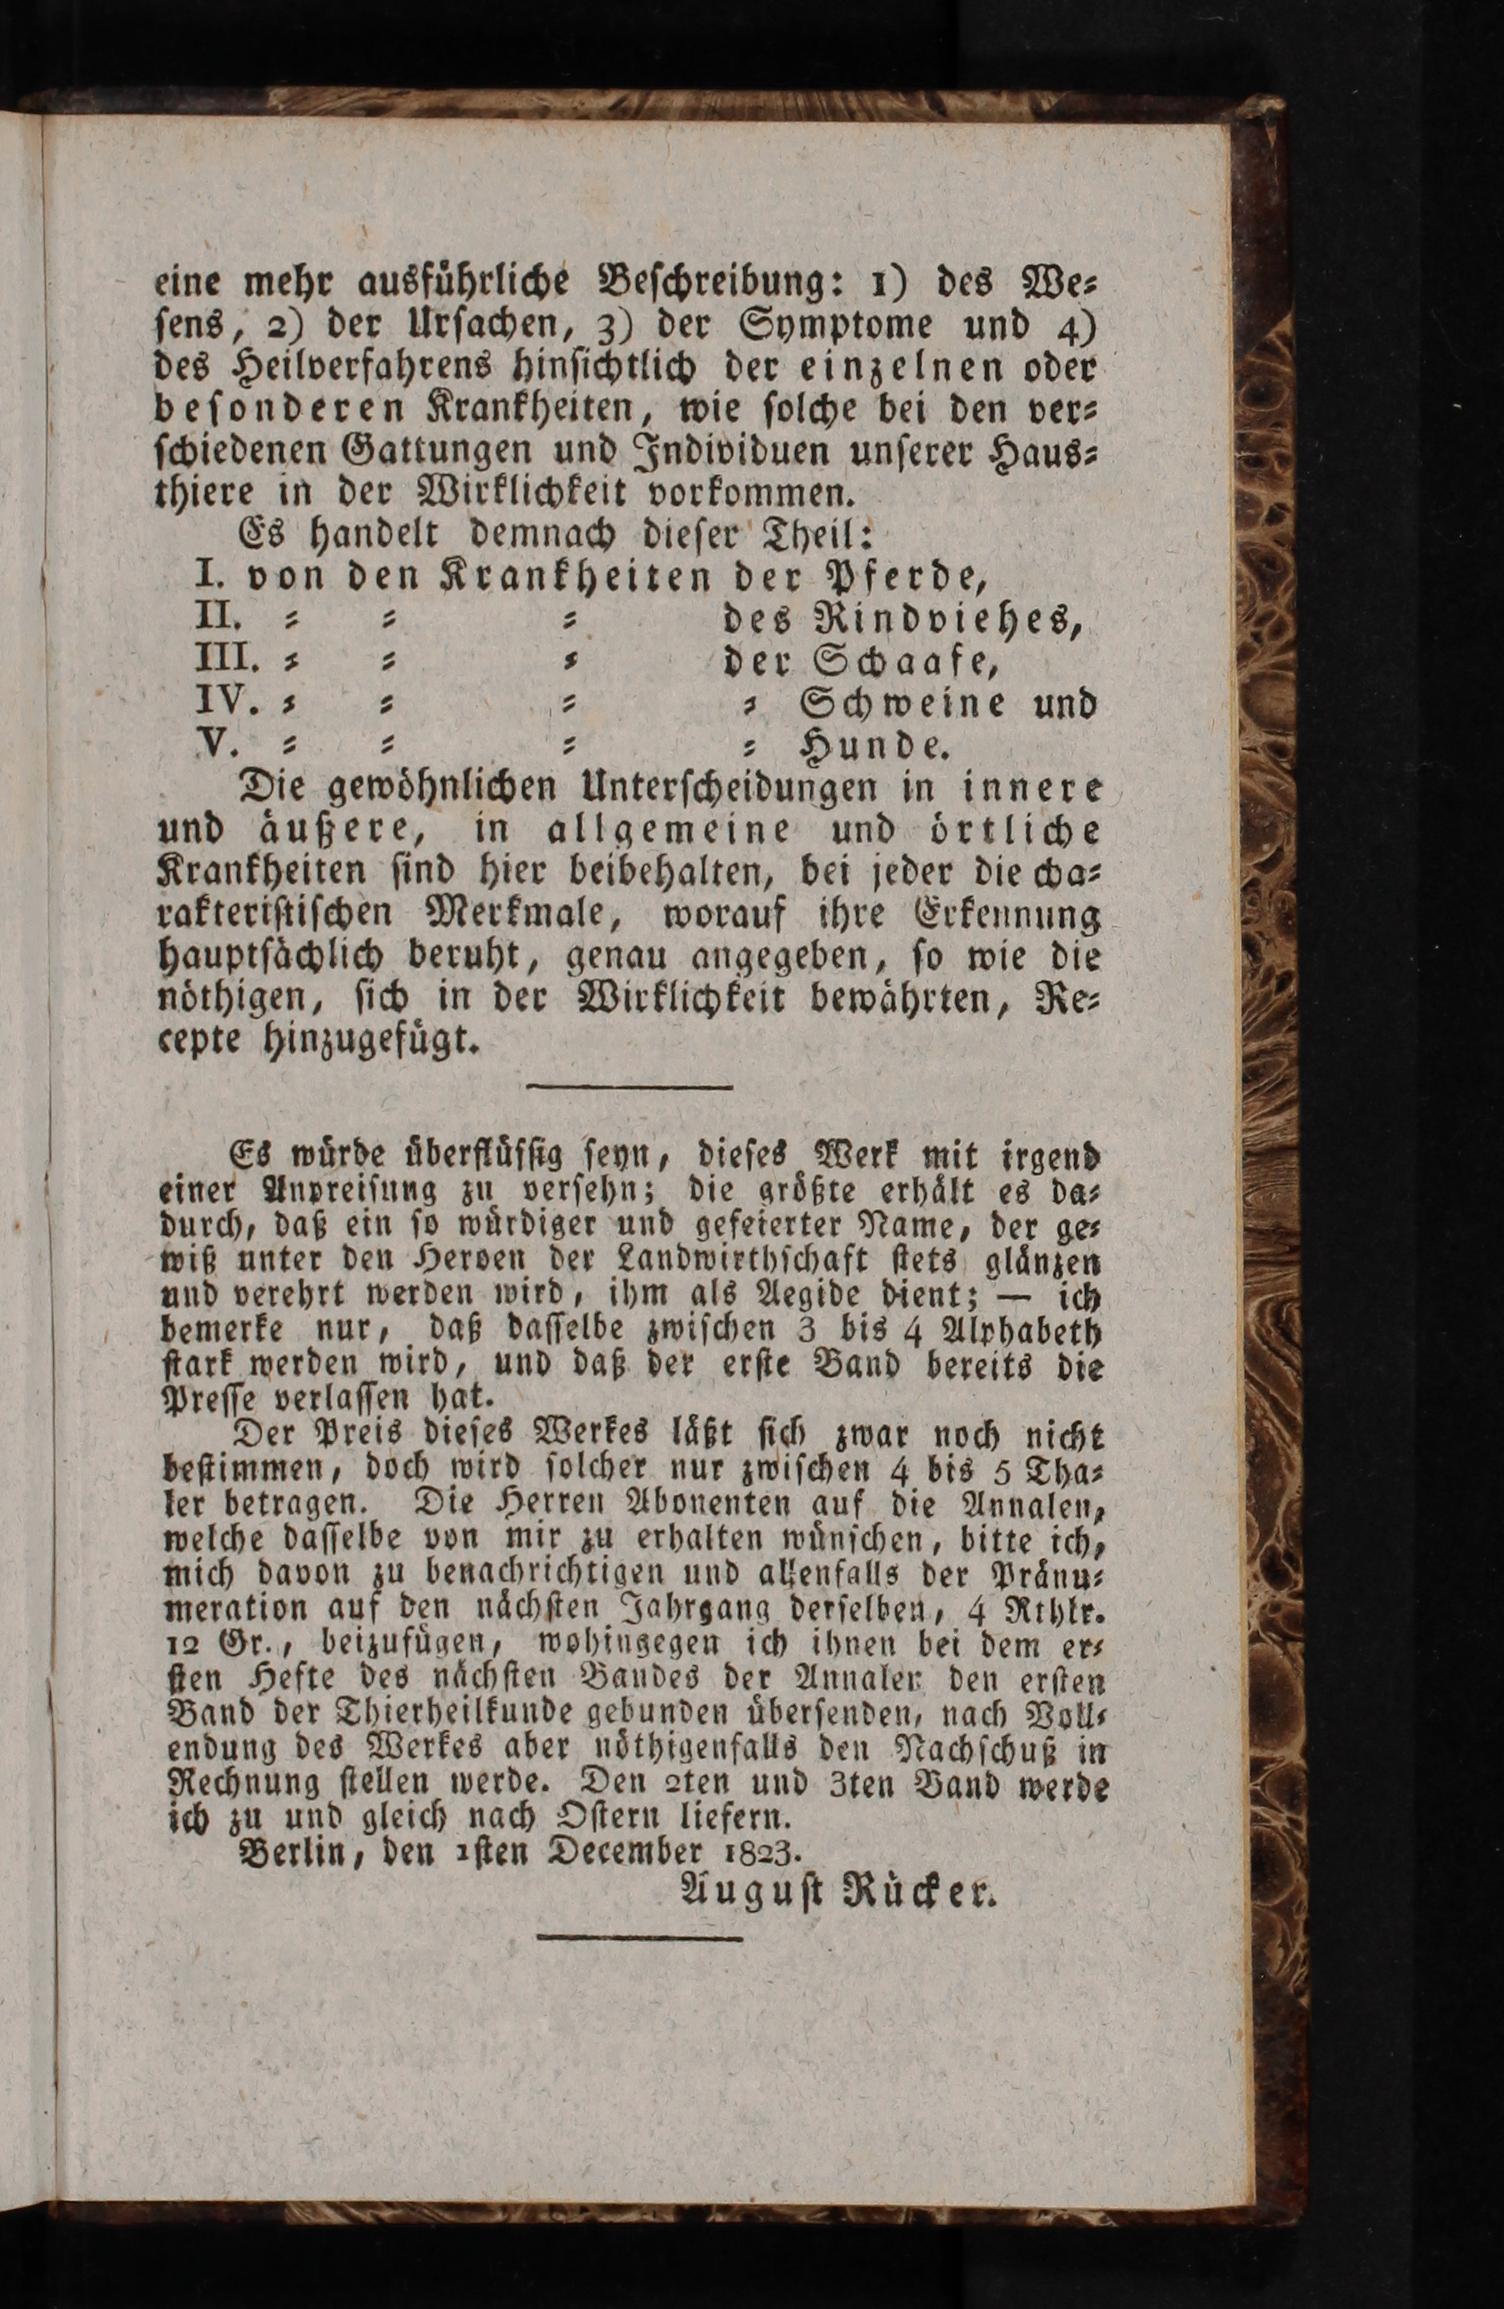 eine mehr ausführliche Beſchreibung: 1) des We⸗
ſens, 2) der Urſachen, 3) der Symptome und 4)
des Heilverfahrens hinſichtlich der einzelnen oder
beſonderen Krankheiten, wie ſolche bei den ver⸗
ſchiedenen Gattungen und Individuen unſerer Haus⸗
thiere in der Wirklichkeit vorkommen.
Es handelt demnach dieſer Theil:
I. von den Krankheiten der Pferde,
II. ⸗ ⸗ ⸗ des Rindviehes,
III. ⸗ ⸗ ⸗ der Schaafe,
IV. ⸗ ⸗ ⸗ ⸗ Schweine und
V. ⸗ ⸗ ⸗ ⸗ Hunde.
Die gewöhnlichen Unterſcheidungen in innere
und äußere, in allgemeine und örtliche
Krankheiten ſind hier beibehalten, bei jeder die cha⸗
rakteriſtiſchen Merkmale, worauf ihre Erkennung
hauptſächlich beruht, genau angegeben, ſo wie die
nöthigen, ſich in der Wirklichkeit bewährten, Re⸗
cepte hinzugefügt.
Es würde überflüſſig ſeyn, dieſes Werk mit irgend
einer Anpreiſung zu verſehn; die größte erhält es da⸗
durch, daß ein ſo würdiger und gefeierter Name, der ge⸗
wiß unter den Heroen der Landwirthſchaft ſtets glänzen
und verehrt werden wird, ihm als Aegide dient; — ich
bemerke nur, daß daſſelbe zwiſchen 3 bis 4 Alphabeth
ſtark werden wird, und daß der erſte Band bereits die
Preſſe verlaſſen hat.
Der Preis dieſes Werkes läßt ſich zwar noch nicht
beſtimmen, doch wird ſolcher nur zwiſchen 4 bis 5 Tha⸗
ler betragen. Die Herren Abonenten auf die Annalen,
welche daſſelbe von mir zu erhalten wünſchen, bitte ich,
mich davon zu benachrichtigen und allenfalls der Pränu⸗
meration auf den nächſten Jahrgang derſelben, 4 Rthlr.
12 Gr., beizufügen, wohingegen ich ihnen bei dem er⸗
ſten Hefte des nächſten Bandes der Annalen den erſten
Band der Thierheilkunde gebunden überſenden, nach Voll⸗
endung des Werkes aber nöthigenfalls den Nachſchuß in
Rechnung ſtellen werde. Den 2ten und 3ten Band werde
ich zu und gleich nach Oſtern liefern.
Berlin, den 1ſten December 1823.
Auguſt Rücker.